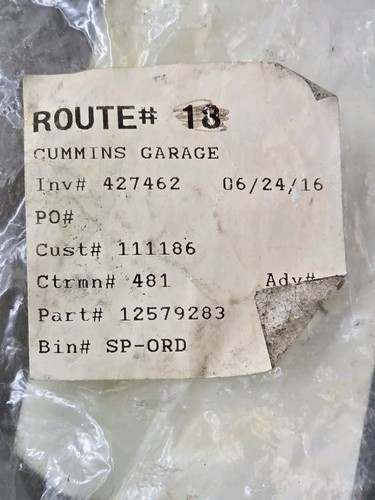 ROUTE# 18
CUMMINS GARAGE
Inv# 427462 06/24/16
PO#
Cust# 111186
Ctrmn# 481 Adv#
Part# 12579283
Bin# SP-ORD